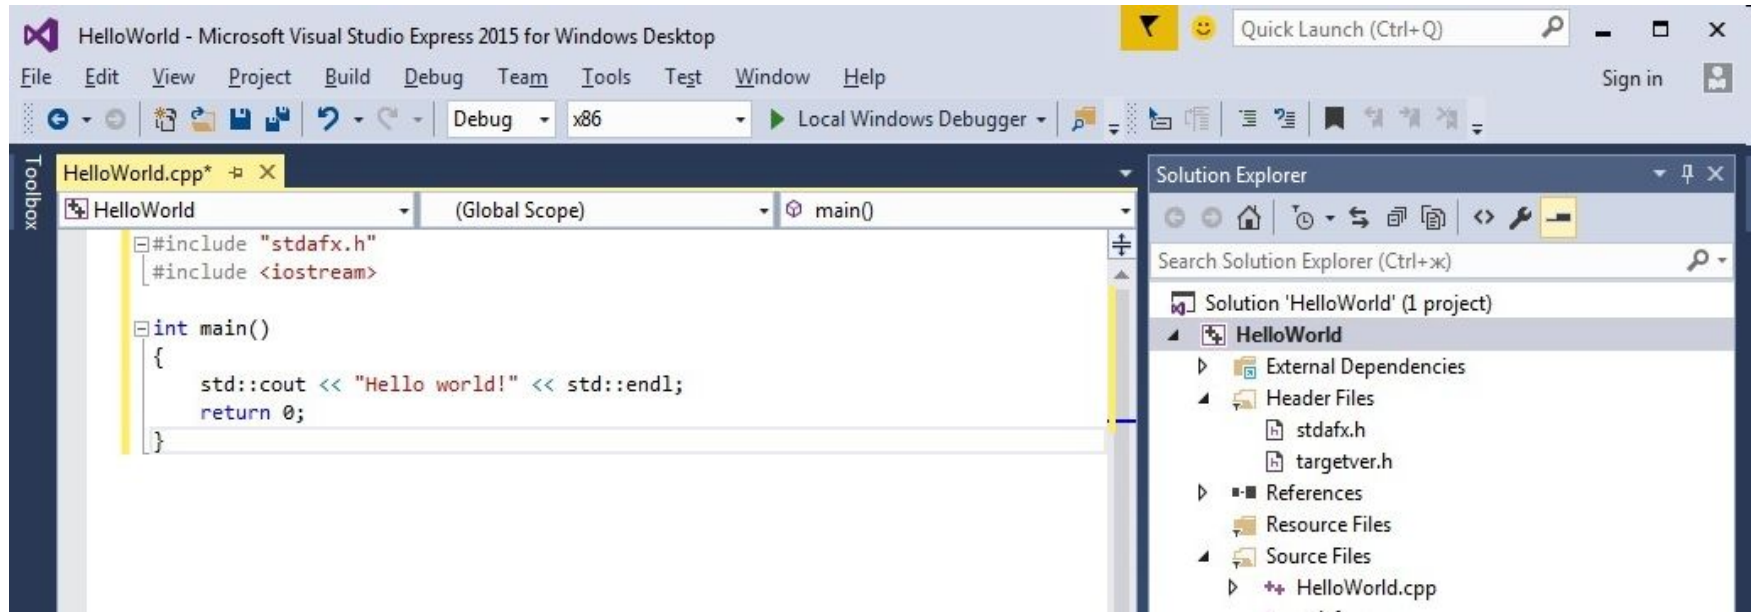 HelloWorld - Microsoft Visual Studio Express 2015 for Windows Desktop
Quick Launch (Ctrl+Q)
File Edit View Project Build Debug Team Tools Test Window Help
Sign in
Debug x86 Local Windows Debugger
Toolbox
HelloWorld.cpp*
HelloWorld (Global Scope) main()
#include "stdafx.h"
#include <iostream>
int main()
{
std::cout << "Hello world!" << std::endl;
return 0;
}
Solution Explorer
Search Solution Explorer (Ctrl+ж)
Solution 'HelloWorld' (1 project)
HelloWorld
External Dependencies
Header Files
stdafx.h
targetver.h
References
Resource Files
Source Files
HelloWorld.cpp